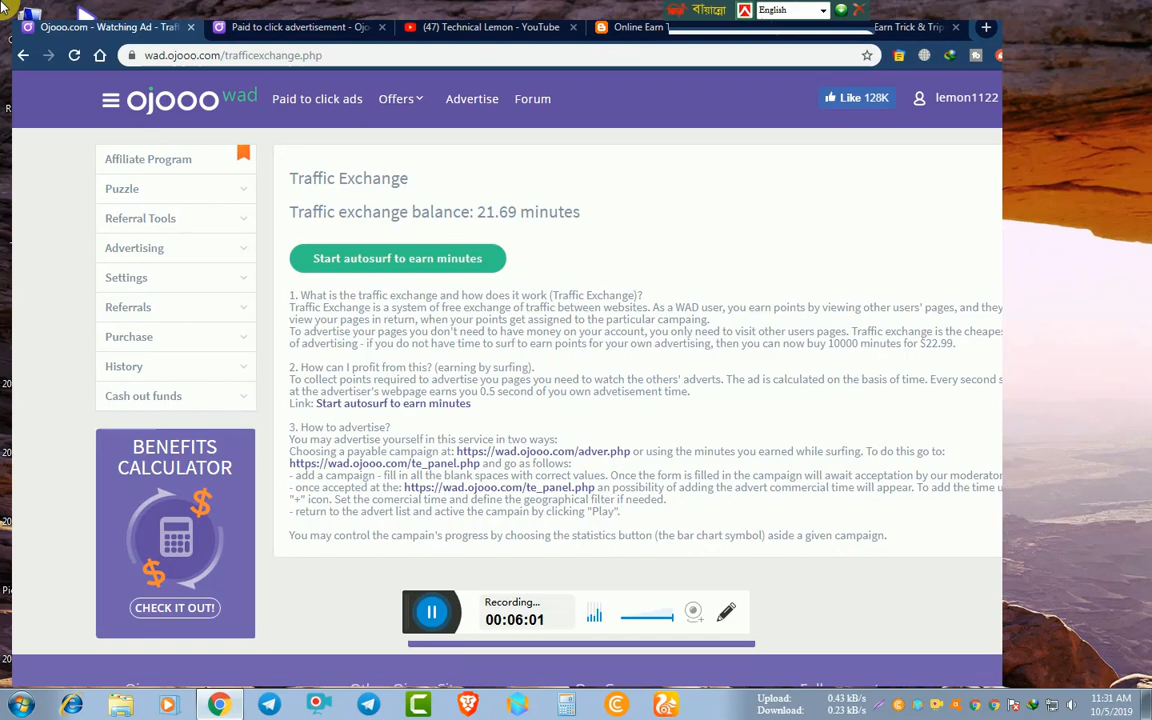 বায়ান্নো
English
Ojooo.com - Watching Ad - Traff
Paid to click advertisement - Oj
(47) Technical Lemon - YouTube
Online Earn
Earn Trick & Tri
wad.ojooo.com/trafficexchange.php
ojooo wad
Paid to click ads
Offers
Advertise
Forum
Like 128K
lemon1122
Affiliate Program
Puzzle
Referral Tools
Advertising
Settings
Referrals
Purchase
History
Cash out funds
BENEFITS
CALCULATOR
CHECK IT OUT!
Traffic Exchange
Traffic exchange balance: 21.69 minutes
Start autosurf to earn minutes
1. What is the traffic exchange and how does it work (Traffic Exchange)?
Traffic Exchange is a system of free exchange of traffic between websites. As a WAD user, you earn points by viewing other users' pages, and they
view your pages in return, when your points get assigned to the particular campaing.
To advertise your pages you don't need to have money on your account, you only need to visit other users pages. Traffic exchange is the cheapes
of advertising - if you do not have time to surf to earn points for your own advertising, then you can now buy 10000 minutes for $22.99.
2. How can I profit from this? (earning by surfing).
To collect points required to advertise you pages you need to watch the others' adverts. The ad is calculated on the basis of time. Every second s
at the advertiser's webpage earns you 0.5 second of you own advetisement time.
Link: Start autosurf to earn minutes
3. How to advertise?
You may advertise yourself in this service in two ways:
Choosing a payable campaign at: https://wad.ojooo.com/adver.php or using the minutes you earned while surfing. To do this go to:
https://wad.ojooo.com/te_panel.php and go as follows:
- add a campaign - fill in all the blank spaces with correct values. Once the form is filled in the campaign will await acceptation by our moderator
- once accepted at the: https://wad.ojooo.com/te_panel.php an possibility of adding the advert commercial time will appear. To add the time u
"+" icon. Set the comercial time and define the geographical filter if needed.
- return to the advert list and active the campain by clicking "Play".
You may control the campain's progress by choosing the statistics button (the bar chart symbol) aside a given campaign.
Recording...
00:06:01
Upload: 0.43 kB/s
Download: 0.23 kB/s
11:31 AM
10/5/2019